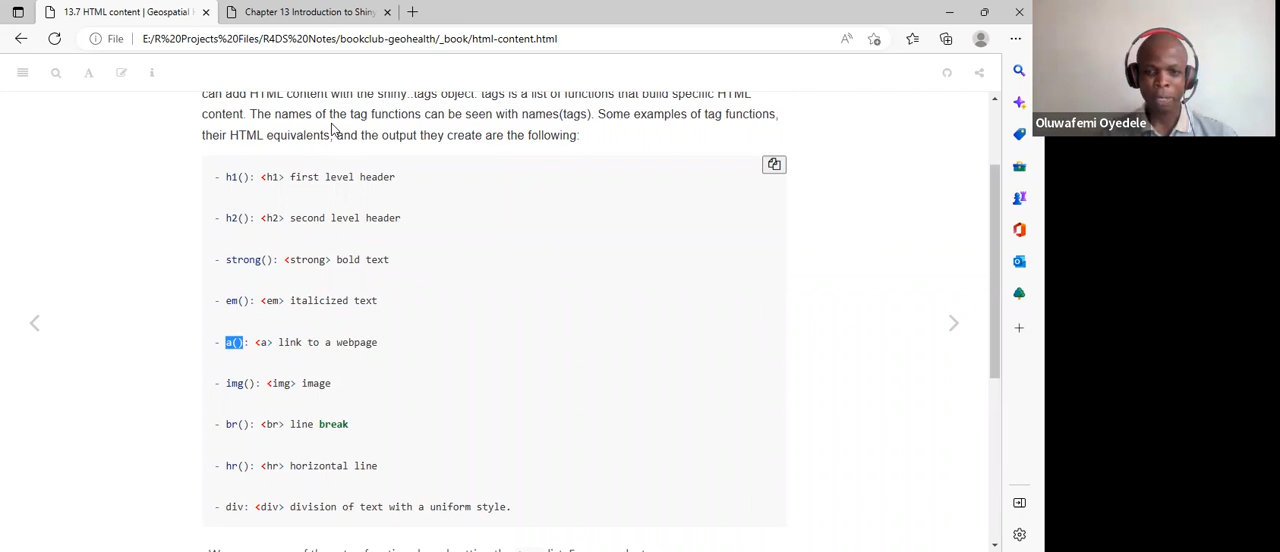 13.7 HTML content | Geospatial
Chapter 13 Introduction to Shiny
File
E:/R%20Projects%20Files/R4DS%20Notes/bookclub-geohealth/_book/html-content.html
can add HTML content with the shiny::tags object. tags is a list of functions that build specific HTML
content. The names of the tag functions can be seen with names(tags). Some examples of tag functions,
their HTML equivalents, and the output they create are the following:
- h1(): <h1> first level header
- h2(): <h2> second level header
- strong(): <strong> bold text
- em(): <em> italicized text
- a(): <a> link to a webpage
- img(): <img> image
- br(): <br> line break
- hr(): <hr> horizontal line
- div: <div> division of text with a uniform style.
Oluwafemi Oyedele